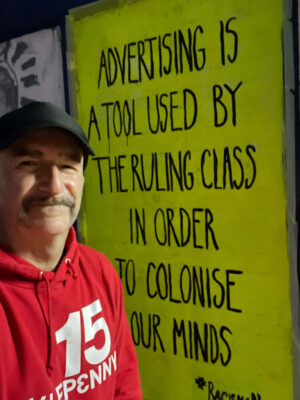 ADVERTISING IS
A TOOL USED BY
THE RULING CLASS
IN ORDER
TO COLONISE
OUR MINDS
15